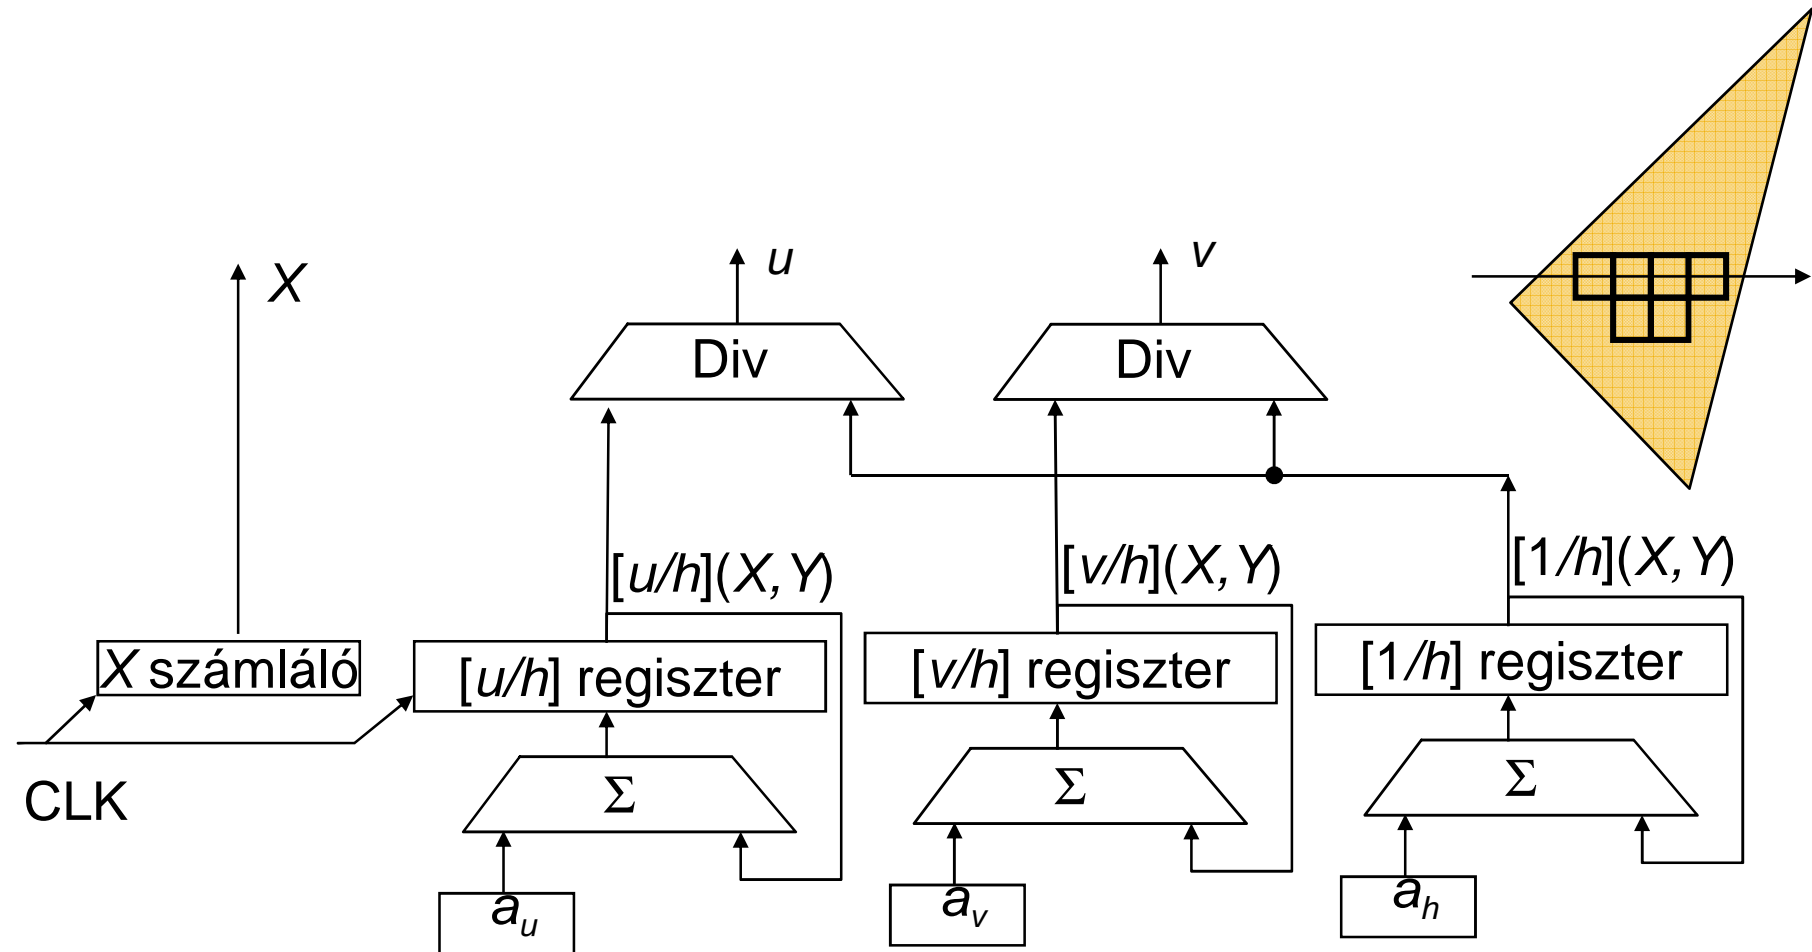 u
v
X
Div
Div
[u/h](X,Y)
[v/h](X,Y)
[1/h](X,Y)
X számláló
[u/h] regiszter
[v/h] regiszter
[1/h] regiszter
CLK
Σ
Σ
Σ
a_u
a_v
a_h